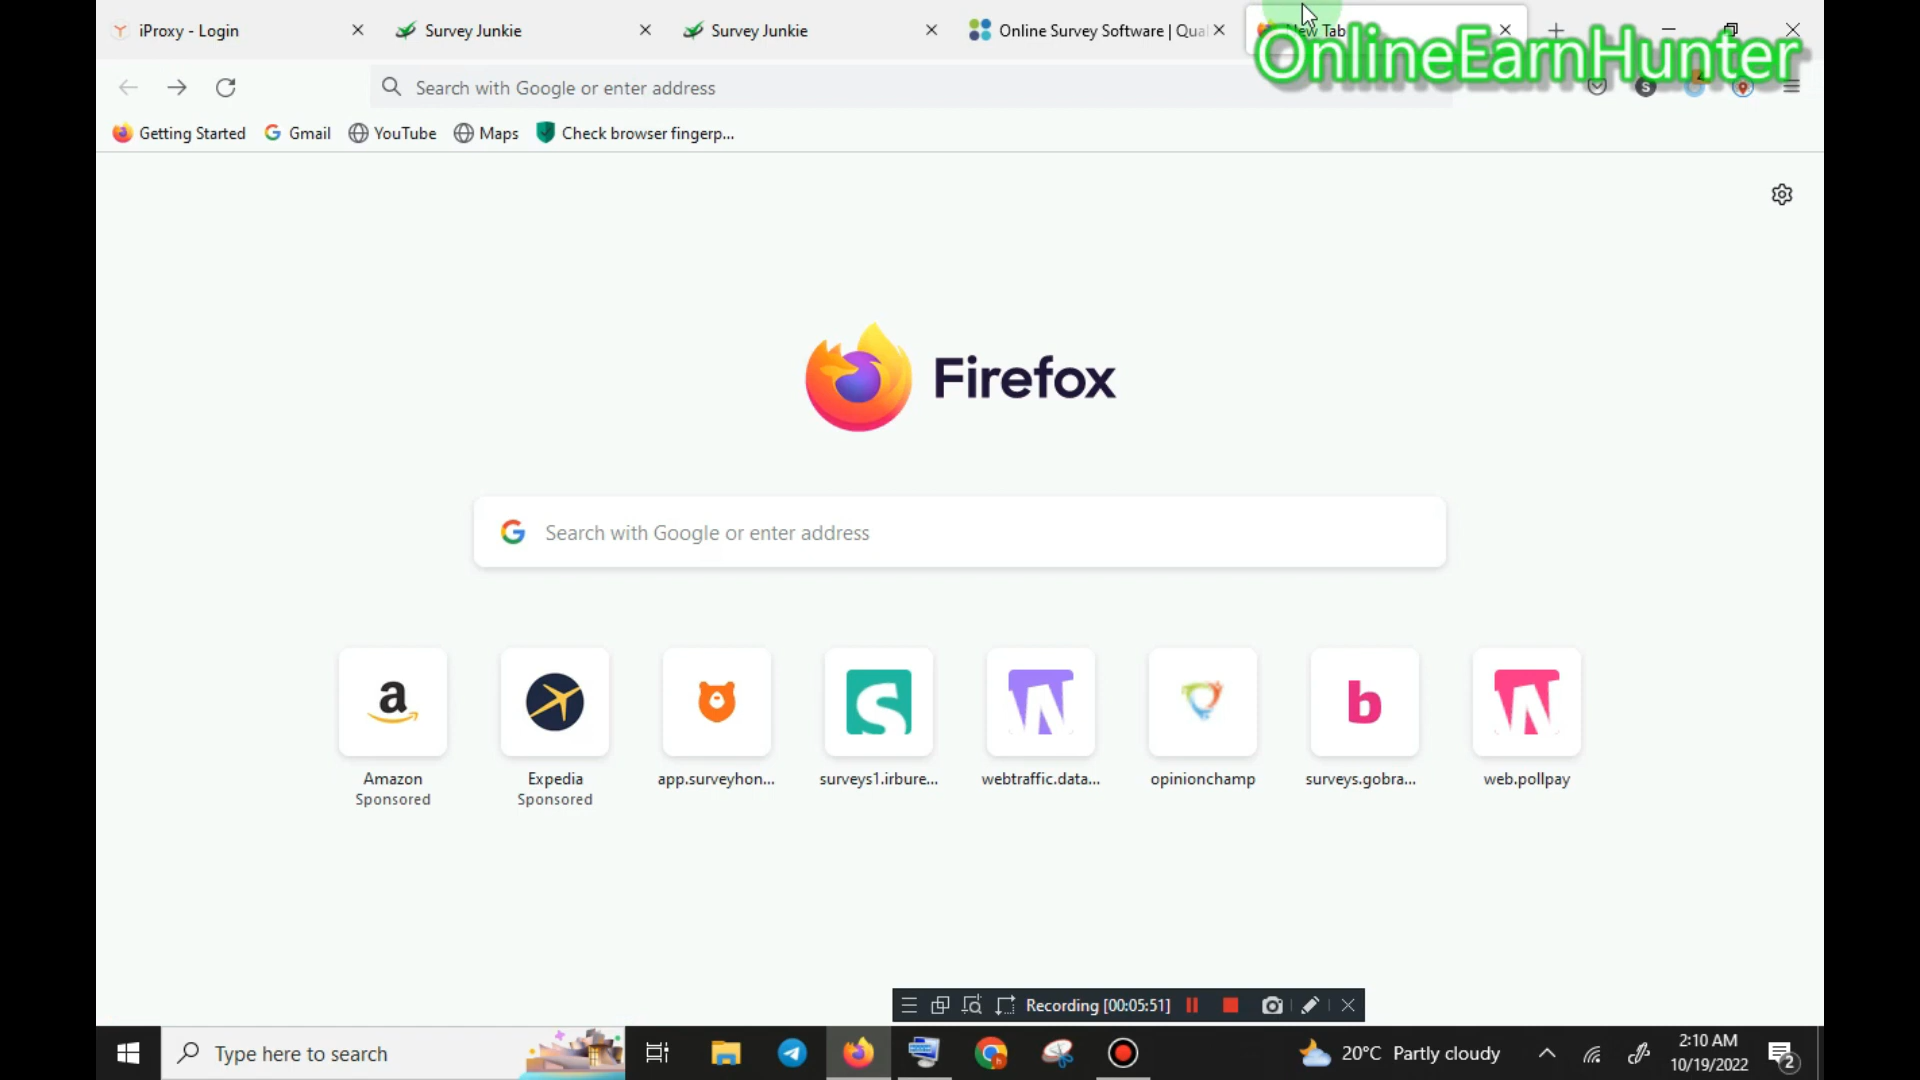 iProxy - Login
Survey Junkie
Survey Junkie
Online Survey Software | Qua
New Tab
OnlineEarnHunter
Search with Google or enter address
S
Getting Started
Gmail
YouTube
Maps
Check browser fingerp...
Firefox
Search with Google or enter address
Amazon
Sponsored
Expedia
Sponsored
app.surveyhon...
surveys1.irbure...
webtraffic.data...
opinionchamp
surveys.gobra...
web.pollpay
Recording [00:05:51]
Type here to search
20°C Partly cloudy
2:10 AM
10/19/2022
2